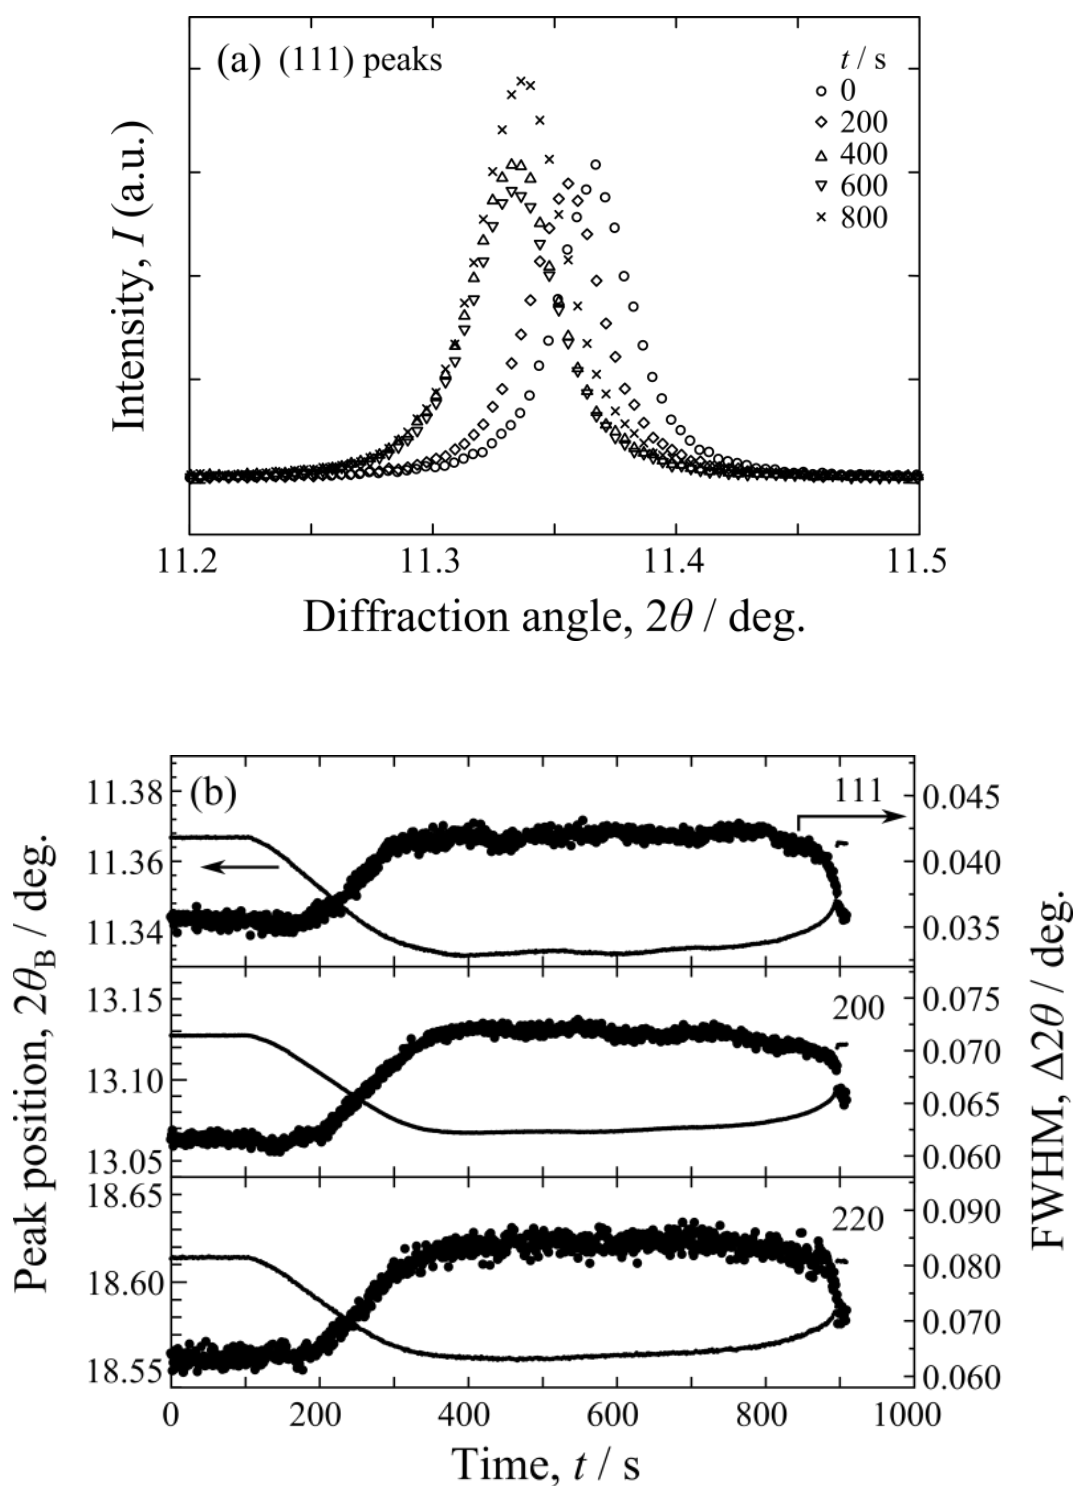 (a) (111) peaks
t / s
0
200
400
600
800
Intensity, I (a.u.)
11.2 11.3 11.4 11.5
Diffraction angle, 2θ / deg.
(b)
111
11.38
11.36
11.34
0.045
0.040
0.035
200
13.15
13.10
13.05
0.075
0.070
0.065
0.060
220
18.65
18.60
18.55
0.090
0.080
0.070
0.060
Peak position, 2θB / deg.
FWHM, Δ2θ / deg.
0 200 400 600 800 1000
Time, t / s